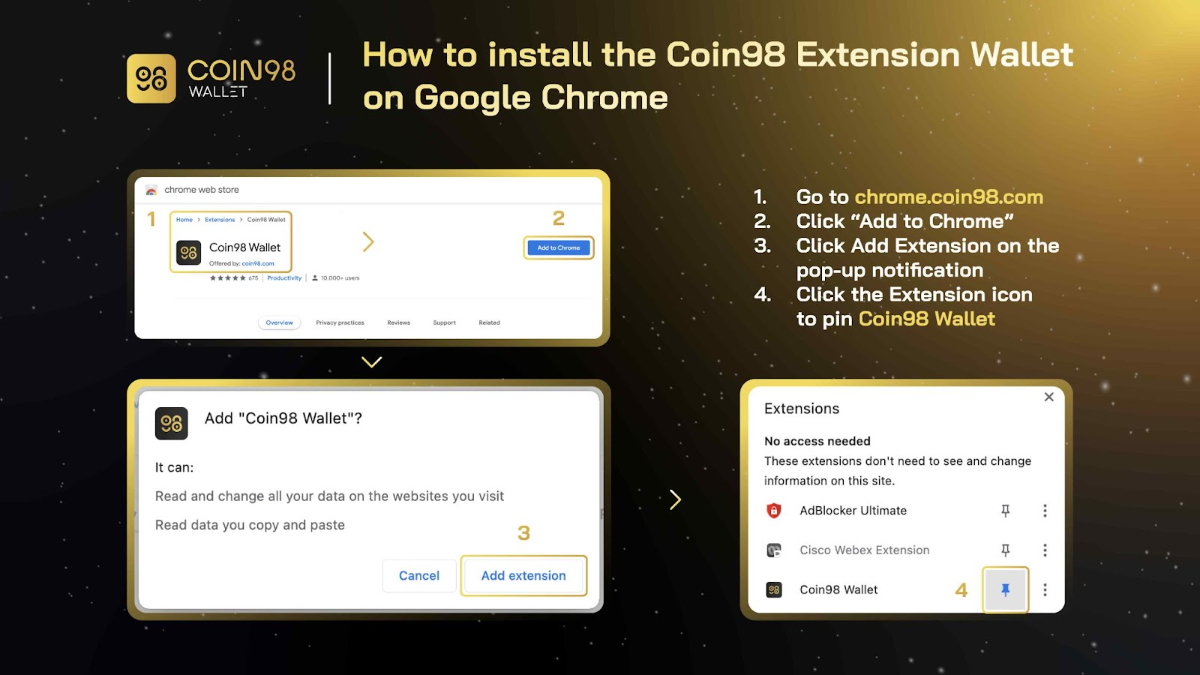 COIN98
WALLET
How to install the Coin98 Extension Wallet
on Google Chrome
chrome web store
1
Home > Extensions > Coin98 Wallet
Coin98 Wallet
Offered by: coin98.com
★★★★★ 675 | Productivity | 10,000+ users
2
Add to Chrome
Overview
Privacy practices
Reviews
Support
Related
1. Go to chrome.coin98.com
2. Click “Add to Chrome”
3. Click Add Extension on the
pop-up notification
4. Click the Extension icon
to pin Coin98 Wallet
Add "Coin98 Wallet"?
It can:
Read and change all your data on the websites you visit
Read data you copy and paste
3
Cancel
Add extension
Extensions
No access needed
These extensions don't need to see and change
information on this site.
AdBlocker Ultimate
Cisco Webex Extension
Coin98 Wallet
4